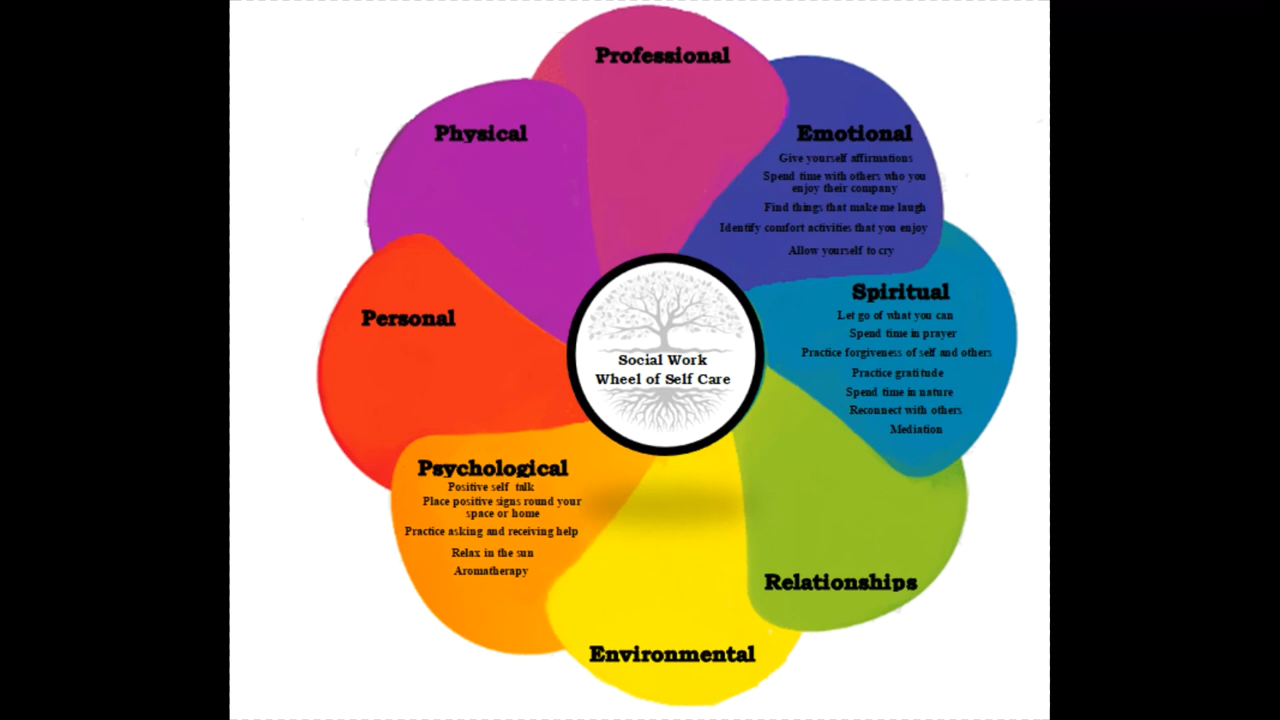 Professional
Physical
Emotional
Give yourself affirmations
Spend time with others who you
enjoy their company
Find things that make me laugh
Identify comfort activities that you enjoy
Allow yourself to cry
Spiritual
Let go of what you can
Spend time in prayer
Practice forgiveness of self and others
Practice gratitude
Spend time in nature
Reconnect with others
Mediation
Personal
Social Work
Wheel of Self Care
Psychological
Positive self talk
Place positive signs round your
space or home
Practice asking and receiving help
Relax in the sun
Aromatherapy
Relationships
Environmental